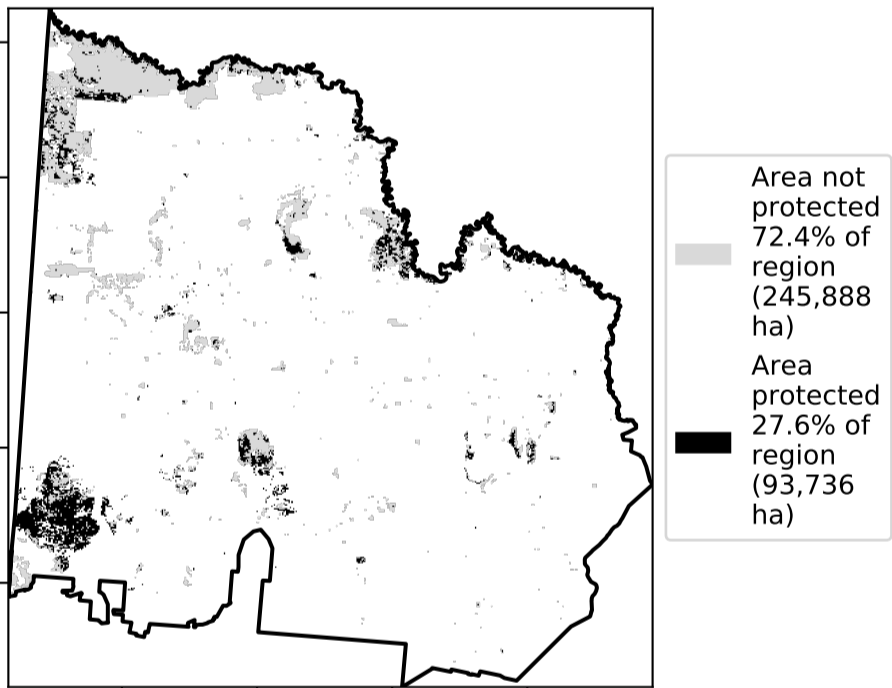 Area not
protected
72.4% of
region
(245,888
ha)
Area
protected
27.6% of
region
(93,736
ha)